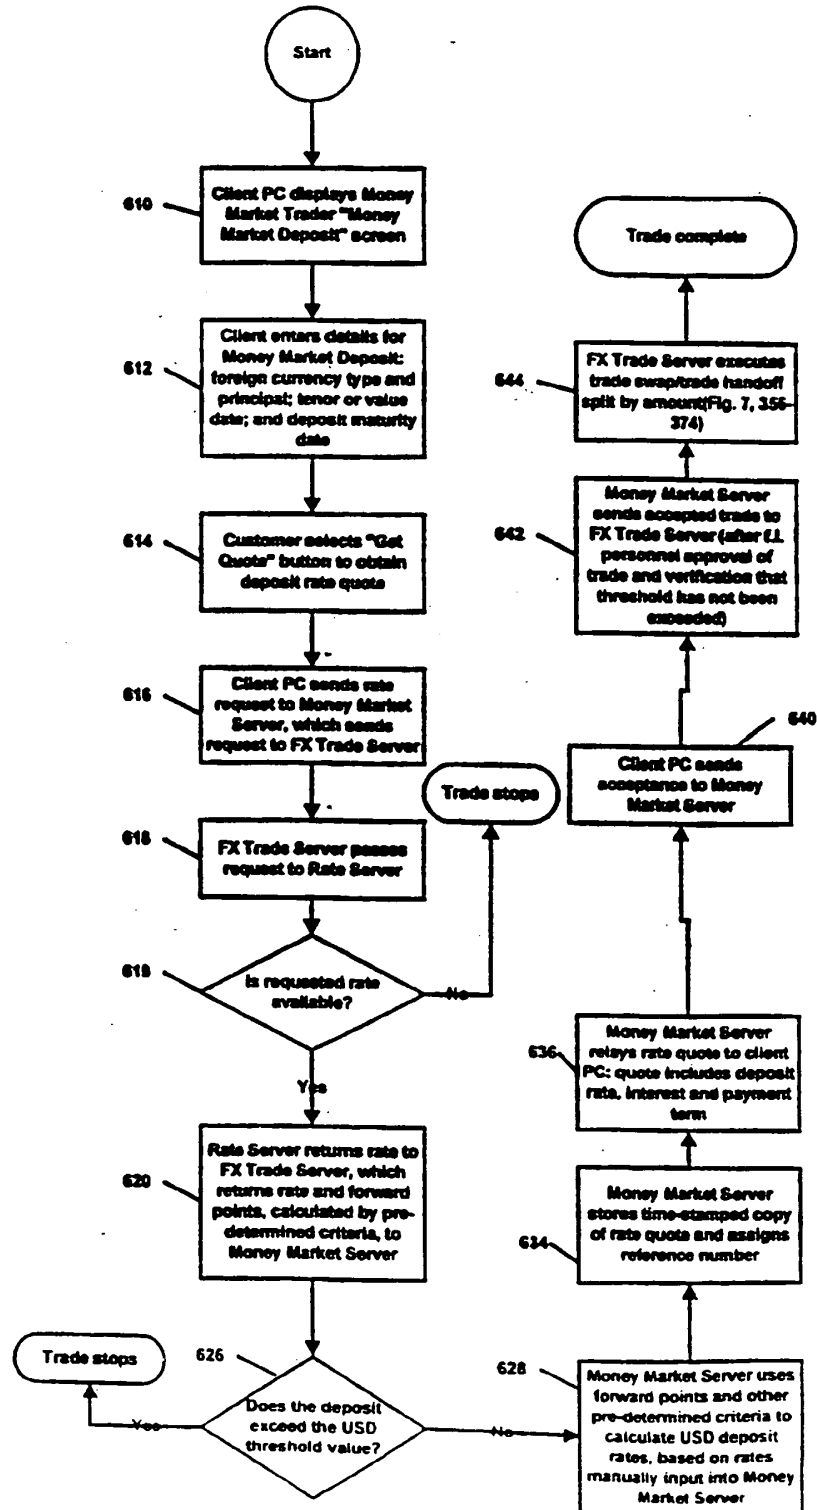 Start
610
Client PC displays Money
Market Trader "Money
Market Deposit" screen
612
Client enters details for
Money Market Deposit:
foreign currency type and
principal; tenor or value
date; and deposit maturity
date
614
Customer selects "Get
Quote" button to obtain
deposit rate quote
616
Client PC sends rate
request to Money Market
Server, which sends
request to FX Trade Server
618
FX Trade Server passes
request to Rate Server
619
Is requested rate
available?
No
Trade stops
Yes
620
Rate Server returns rate to
FX Trade Server, which
returns rate and forward
points, calculated by pre-
determined criteria, to
Money Market Server
626
Does the deposit
exceed the USD
threshold value?
Yes
Trade stops
No
628
Money Market Server uses
forward points and other
pre-determined criteria to
calculate USD deposit
rates, based on rates
manually input into Money
Market Server
634
Money Market Server
stores time-stamped copy
of rate quote and assigns
reference number
636
Money Market Server
relays rate quote to client
PC: quote includes deposit
rate, interest and payment
term
640
Client PC sends
acceptance to Money
Market Server
642
Money Market Server
sends accepted trade to
FX Trade Server (after f.i.
personnel approval of
trade and verification that
threshold has not been
exceeded)
644
FX Trade Server executes
trade swap/trade handoff
split by amount(Fig. 7, 356-
374)
Trade complete